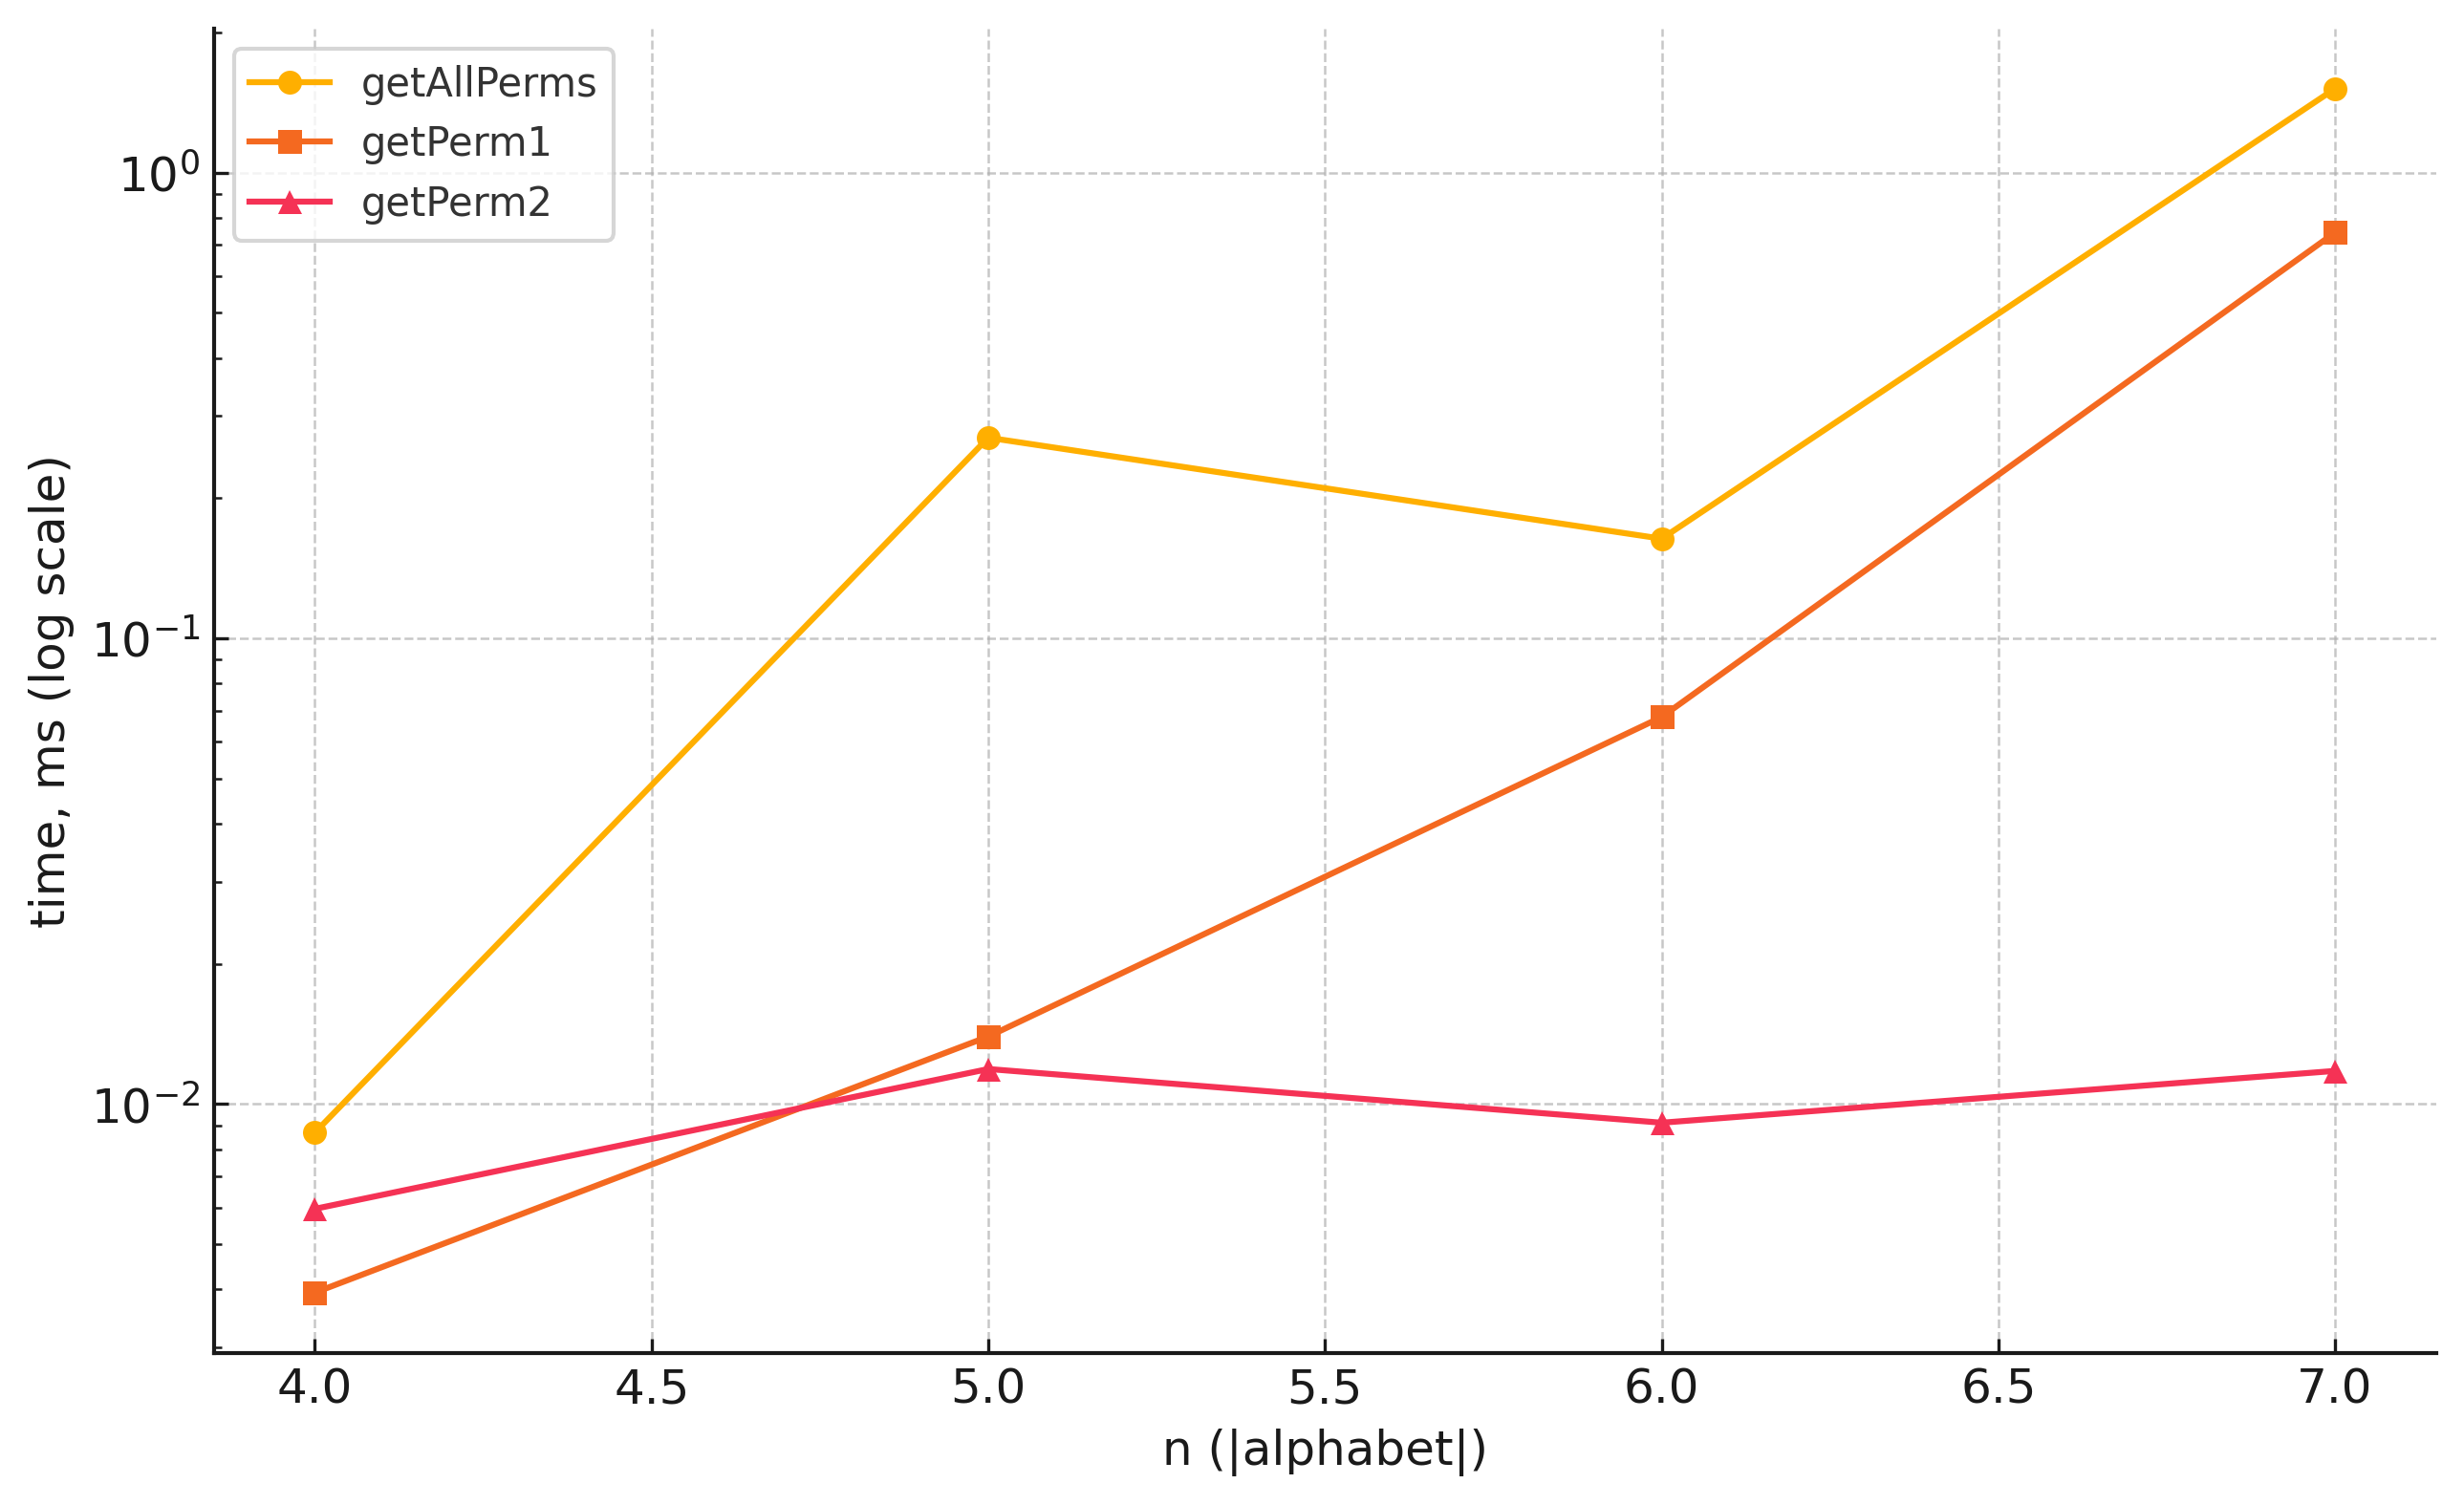 getAllPerms
getPerm1
getPerm2
10⁰
10⁻¹
10⁻²
time, ms (log scale)
4.0 4.5 5.0 5.5 6.0 6.5 7.0
n (|alphabet|)